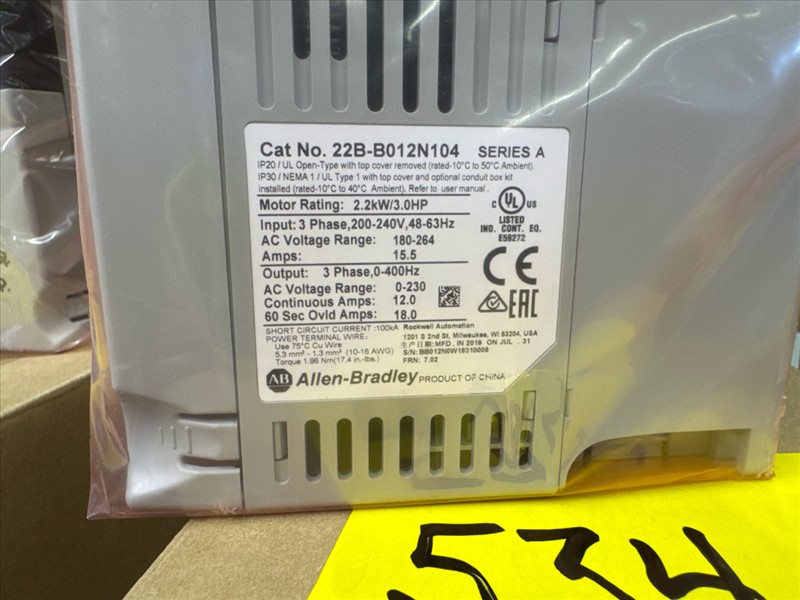 Cat No. 22B-B012N104 SERIES A
IP20 / UL Open-Type with top cover removed (rated-10°C to 50°C Ambient).
IP30 / NEMA 1 / UL Type 1 with top cover and optional conduit box kit
installed (rated-10°C to 40°C Ambient). Refer to user manual.
Motor Rating: 2.2kW/3.0HP
Input: 3 Phase,200-240V,48-63Hz
AC Voltage Range: 180-264
Amps: 15.5
Output: 3 Phase,0-400Hz
AC Voltage Range: 0-230
Continuous Amps: 12.0
60 Sec Ovld Amps: 18.0
C UL US
LISTED
IND. CONT. EQ.
E59272
CE
EAC
SHORT CIRCUIT CURRENT :100kA
POWER TERMINAL WIRE:
Use 75°C Cu Wire
5.3 mm² - 1.3 mm² (10-16 AWG)
Torque 1.96 Nm(17.4 in.-lbs.)
Rockwell Automation
1201 S 2nd St, Milwaukee, WI 53204, USA
生产日期/MFD. IN 2019 ON JUL . 31
S/N: BB012N0W19310009
FRN: 7.02
AB Allen-Bradley PRODUCT OF CHINA
534